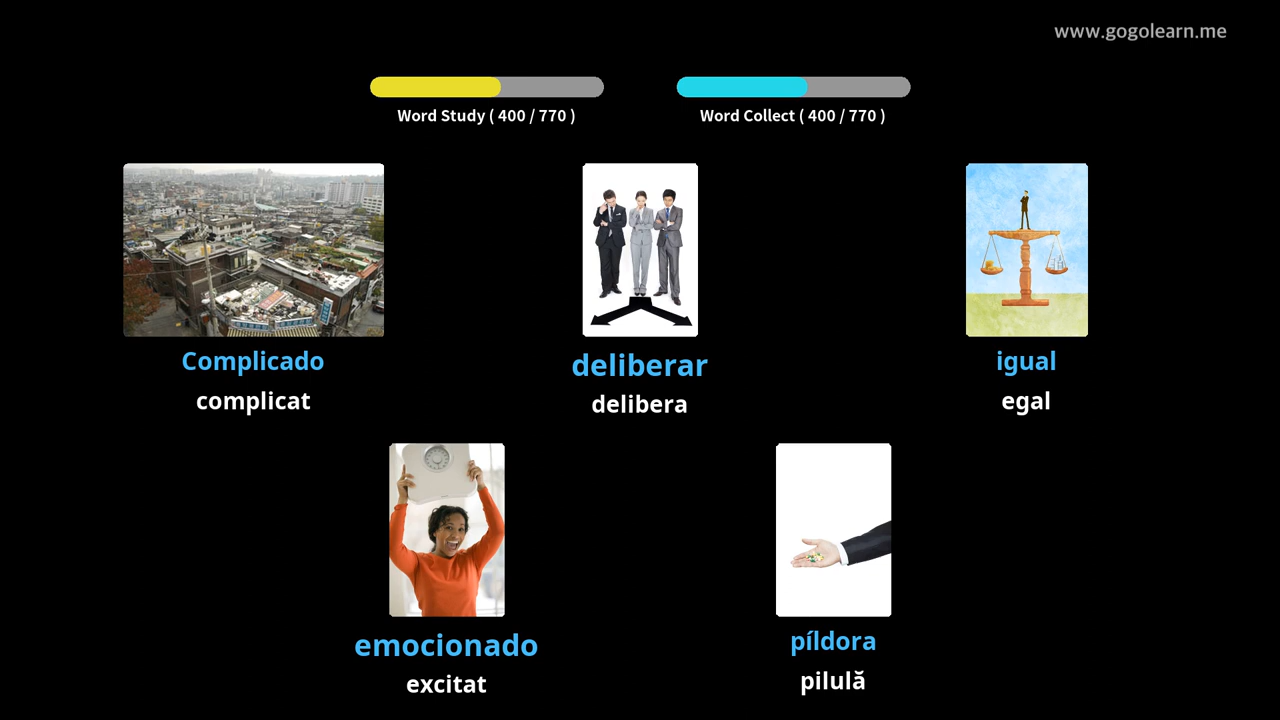 www.gogolearn.me
Word Study ( 400 / 770 )
Word Collect ( 400 / 770 )
Complicado
complicat
deliberar
delibera
igual
egal
emocionado
excitat
píldora
pilulă